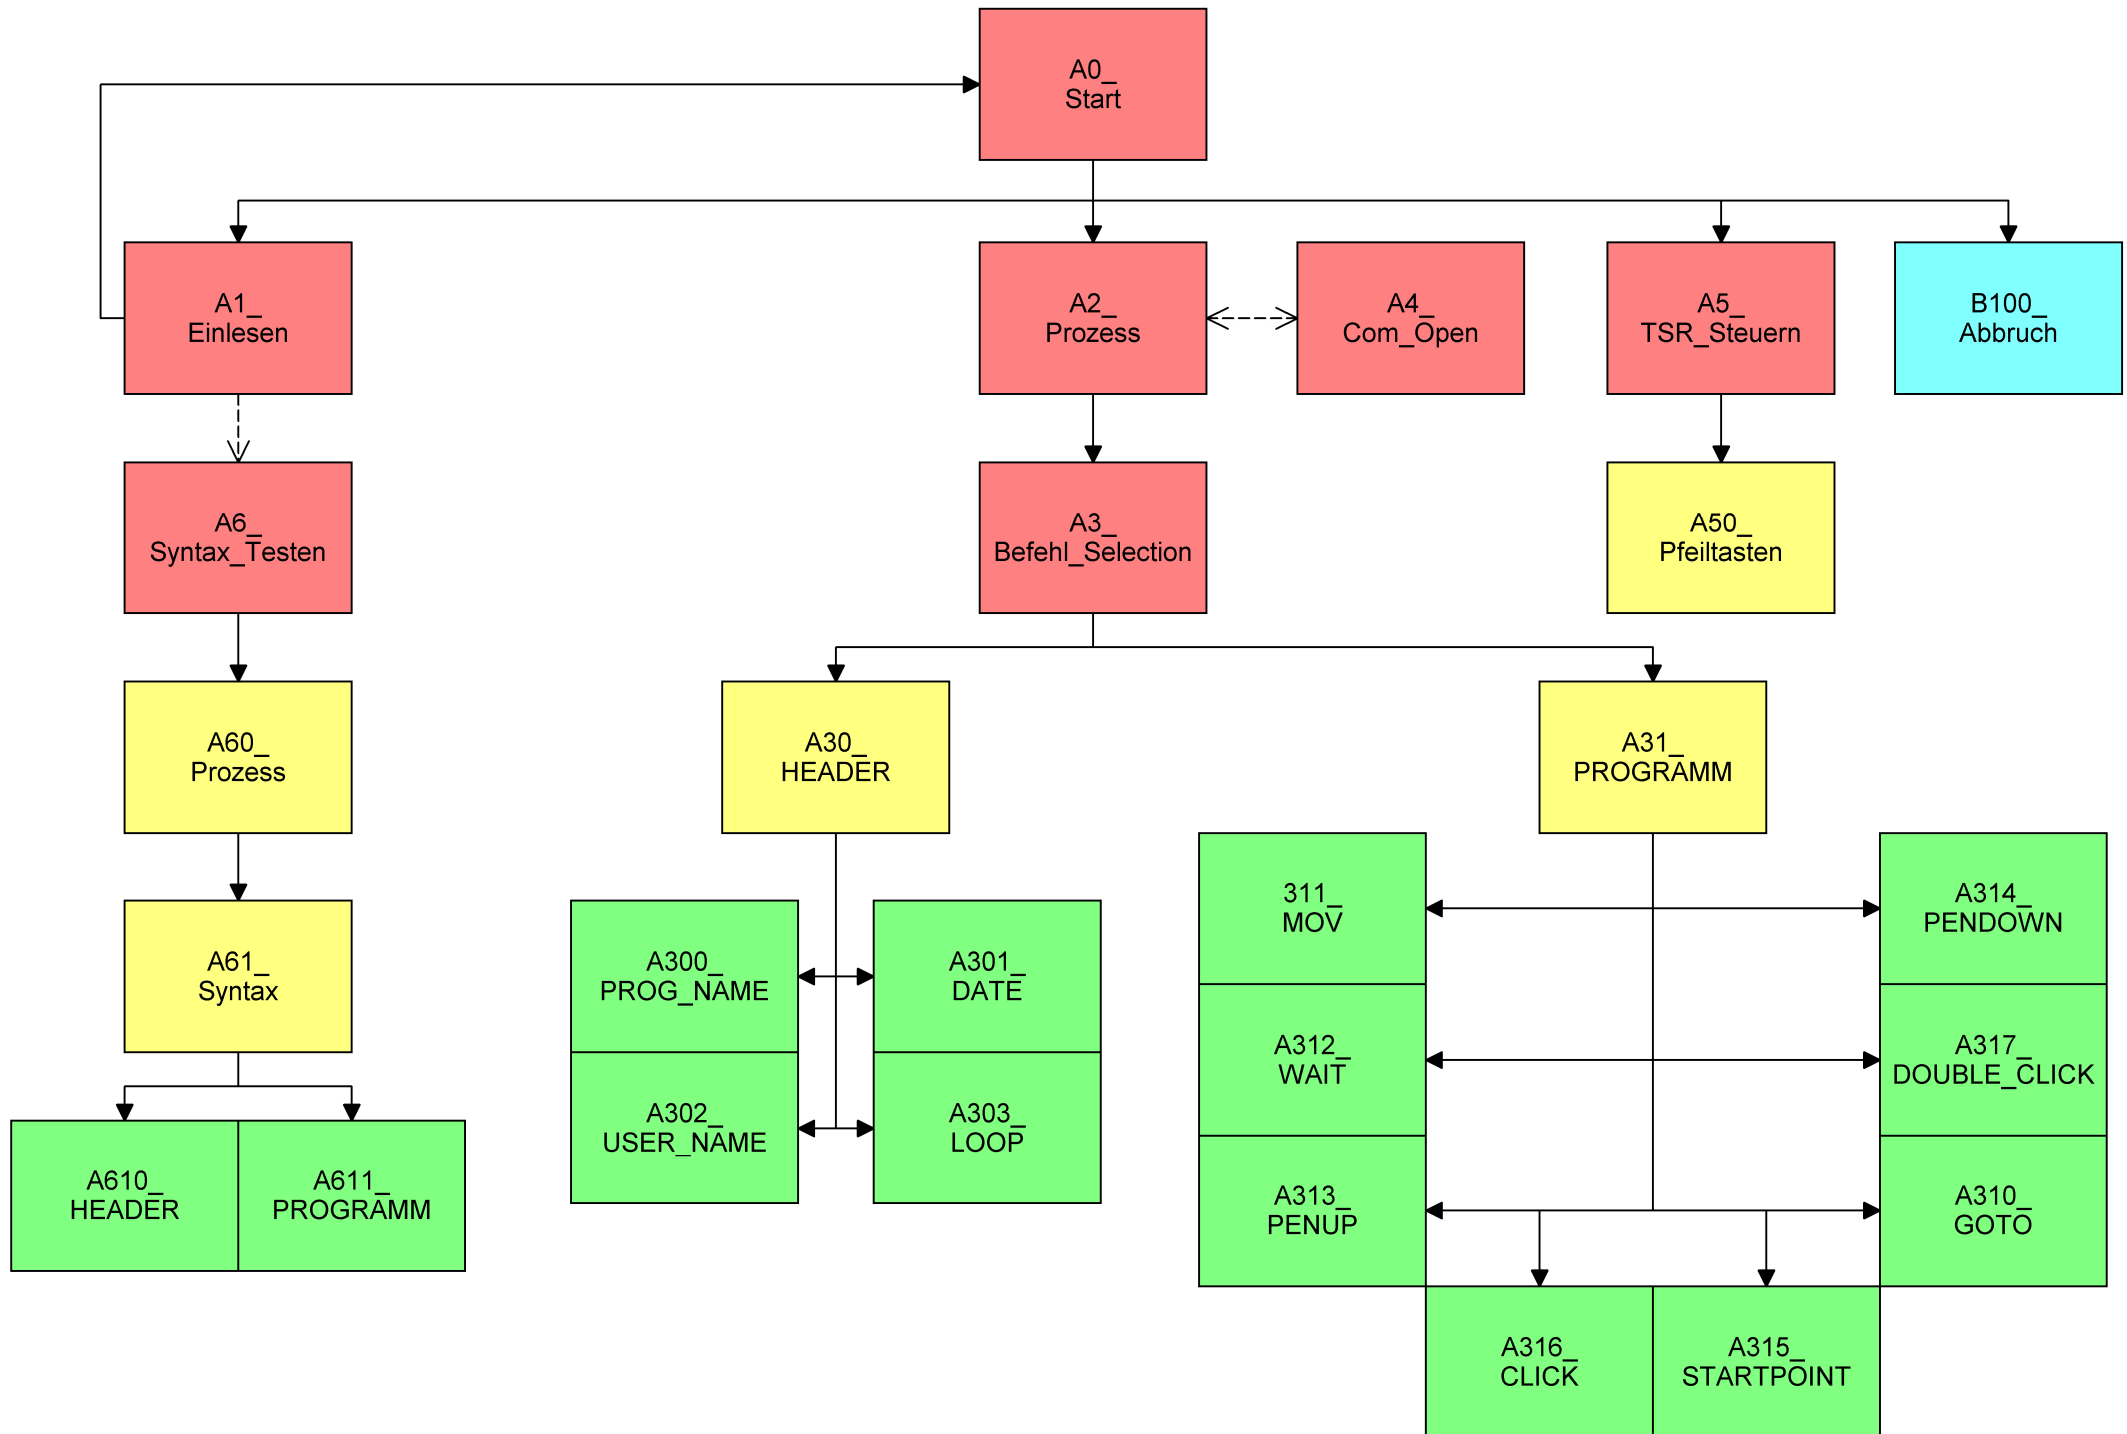 A0_
Start
A1_
Einlesen
A2_
Prozess
A4_
Com_Open
A5_
TSR_Steuern
B100_
Abbruch
A6_
Syntax_Testen
A3_
Befehl_Selection
A50_
Pfeiltasten
A60_
Prozess
A30_
HEADER
A31_
PROGRAMM
311_
MOV
A314_
PENDOWN
A61_
Syntax
A300_
PROG_NAME
A301_
DATE
A312_
WAIT
A317_
DOUBLE_CLICK
A302_
USER_NAME
A303_
LOOP
A610_
HEADER
A611_
PROGRAMM
A313_
PENUP
A310_
GOTO
A316_
CLICK
A315_
STARTPOINT